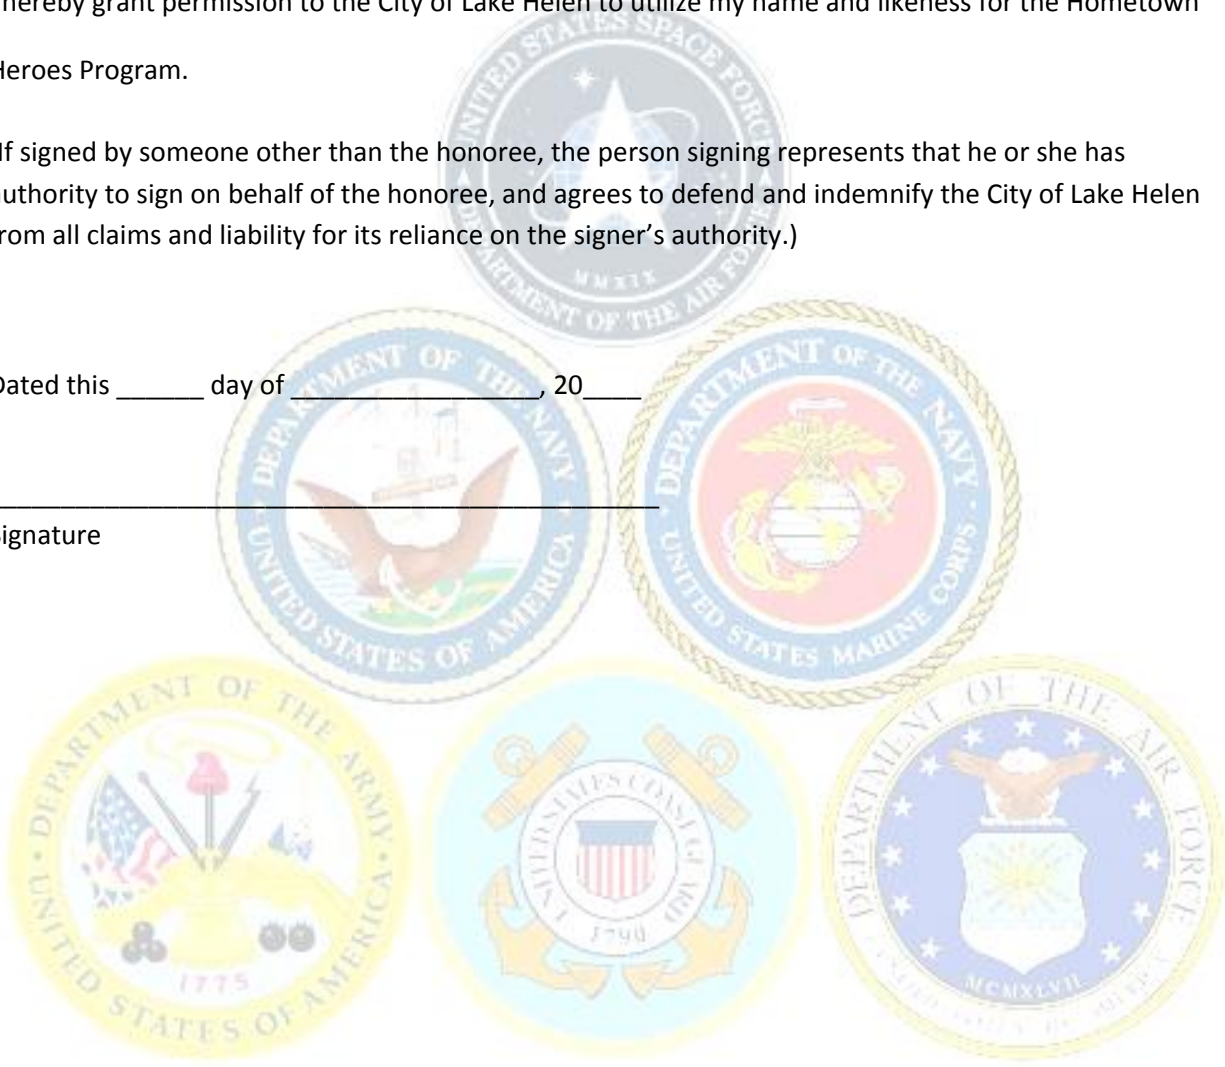 hereby grant permission to the City of Lake Helen to utilize my name and likeness for the Hometown
Heroes Program.
If signed by someone other than the honoree, the person signing represents that he or she has
authority to sign on behalf of the honoree, and agrees to defend and indemnify the City of Lake Helen
from all claims and liability for its reliance on the signer’s authority.)
Dated this ______ day of _________________, 20____
Signature
UNITED STATES SPACE FORCE
MMXIX
DEPARTMENT OF THE AIR FORCE
DEPARTMENT OF THE NAVY
UNITED STATES OF AMERICA
DEPARTMENT OF THE NAVY
UNITED STATES MARINE CORPS
DEPARTMENT OF THE ARMY
1775
UNITED STATES OF AMERICA
UNITED STATES COAST GUARD
1790
DEPARTMENT OF THE AIR FORCE
MCMXLVII